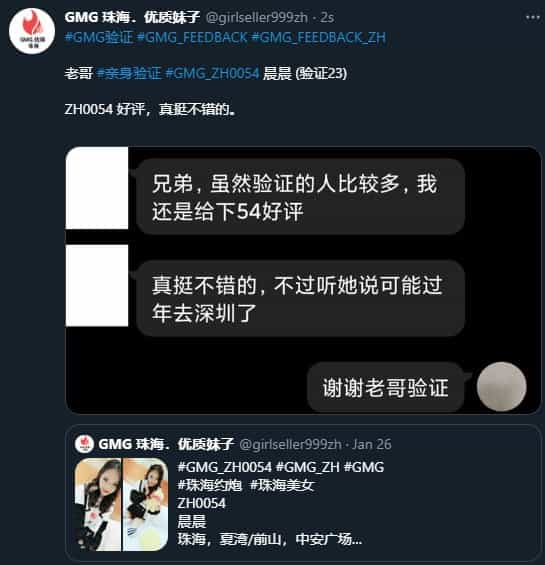 GMG 珠海．优质妹子 @girlseller999zh · 2s
#GMG验证 #GMG_FEEDBACK #GMG_FEEDBACK_ZH
老哥 #亲身验证 #GMG_ZH0054 晨晨 (验证23)
ZH0054 好评，真挺不错的。
兄弟，虽然验证的人比较多，我
还是给下54好评
真挺不错的，不过听她说可能过
年去深圳了
谢谢老哥验证
GMG 珠海．优质妹子 @girlseller999zh · Jan 26
#GMG_ZH0054 #GMG_ZH #GMG
#珠海约炮 #珠海美女
ZH0054
晨晨
珠海，夏湾/前山，中安广场...